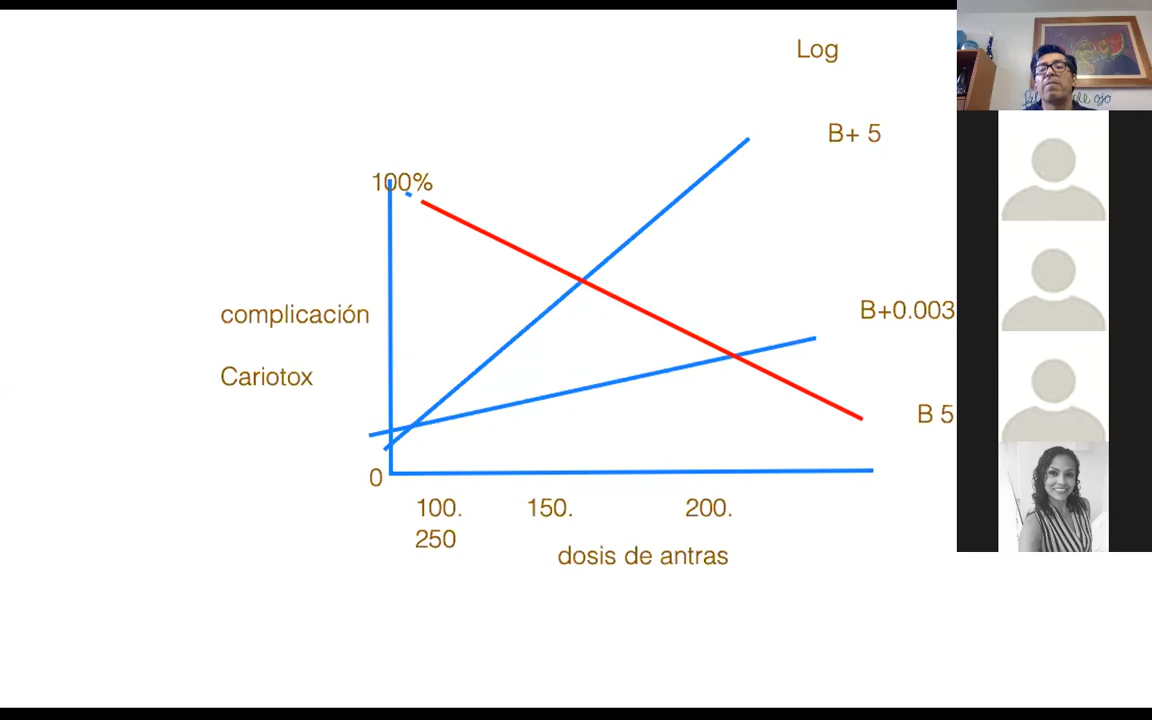 Log
B+ 5
100%
B+0.003
complicación
Cariotox
B 5
0
100. 150. 200.
250
dosis de antras